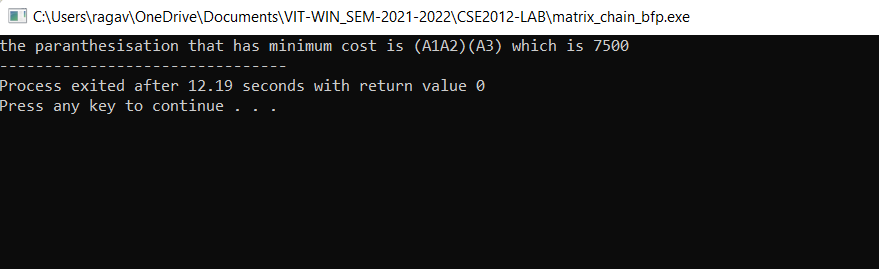 C:\Users\ragav\OneDrive\Documents\VIT-WIN_SEM-2021-2022\CSE2012-LAB\matrix_chain_bfp.exe
the paranthesisation that has minimum cost is (A1A2)(A3) which is 7500
--------------------------------
Process exited after 12.19 seconds with return value 0
Press any key to continue . . .